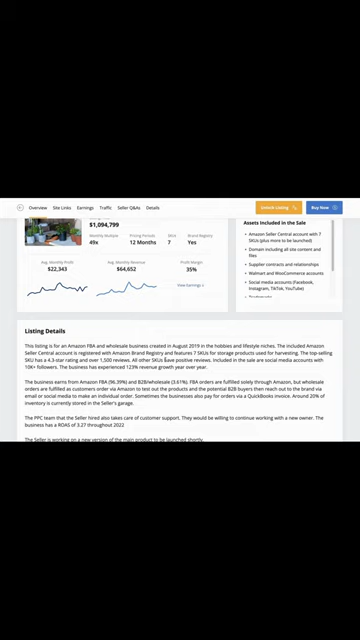 Overview Site Links Earnings Traffic Seller Q&As Details Unlock Listing Buy Now
$1,094,799
Monthly Multiple Pricing Period SKUs Brand Registry
49x 12 Months 7 Yes
Avg. Monthly Profit Avg. Monthly Revenue Profit Margin
$22,343 $64,652 35%
View Earnings
Assets Included in the Sale
Amazon Seller Central account with 7
SKUs (plus more to be launched)
Domain including all site content and
files
Supplier contracts and relationships
Walmart and WooCommerce accounts
Social media accounts (Facebook,
Instagram, TikTok, YouTube)
Listing Details
This listing is for an Amazon FBA and wholesale business created in August 2019 in the hobbies and lifestyle niches. The included Amazon
Seller Central account is registered with Amazon Brand Registry and features 7 SKUs for storage products used for harvesting. The top-selling
SKU has a 4.3-star rating and over 1,500 reviews. All other SKUs have positive reviews. Included in the sale are social media accounts with
10K+ followers. The business has experienced 123% revenue growth year over year.
The business earns from Amazon FBA (96.39%) and B2B/wholesale (3.61%). FBA orders are fulfilled solely through Amazon, but wholesale
orders are fulfilled as customers order via Amazon to test out the products and the potential B2B buyers then reach out to the brand via
email or social media to make an individual order. Sometimes the businesses also pay for orders via a QuickBooks invoice. Around 20% of
inventory is currently stored in the Seller's garage.
The PPC team that the Seller hired also takes care of customer support. They would be willing to continue working with a new owner. The
business has a ROAS of 3.27 throughout 2022
The Seller is working on a new version of the main product to be launched shortly.